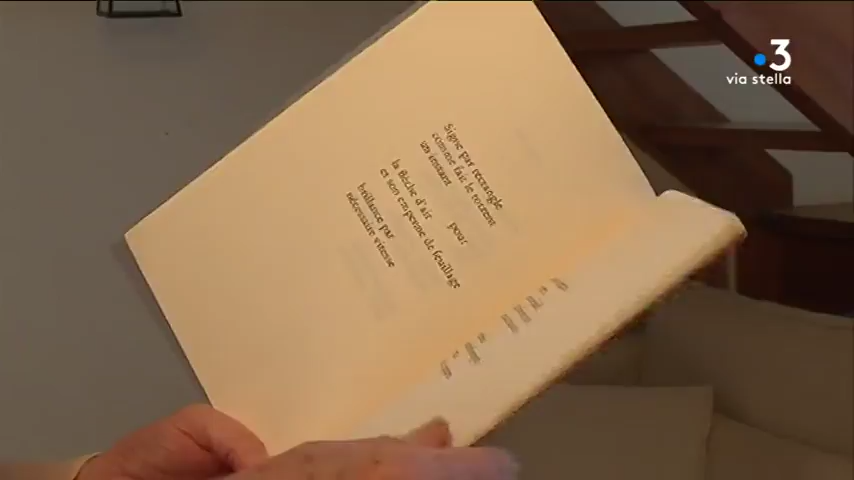 3
via stella
Signe par rectangle
comme fait le torrent
un instant pour
la flèche d'air
et son empenne de feuillage
brillance par
nécessaire vitesse